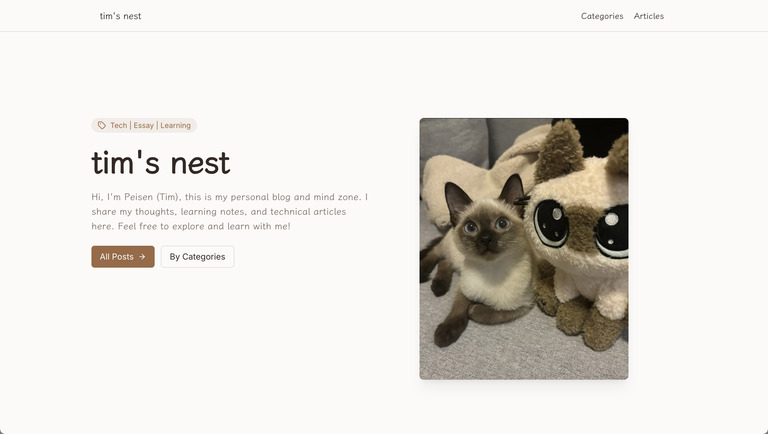 tim's nest
Categories
Articles
Tech | Essay | Learning
tim's nest
Hi, I'm Peisen (Tim), this is my personal blog and mind zone. I
share my thoughts, learning notes, and technical articles
here. Feel free to explore and learn with me!
All Posts →
By Categories